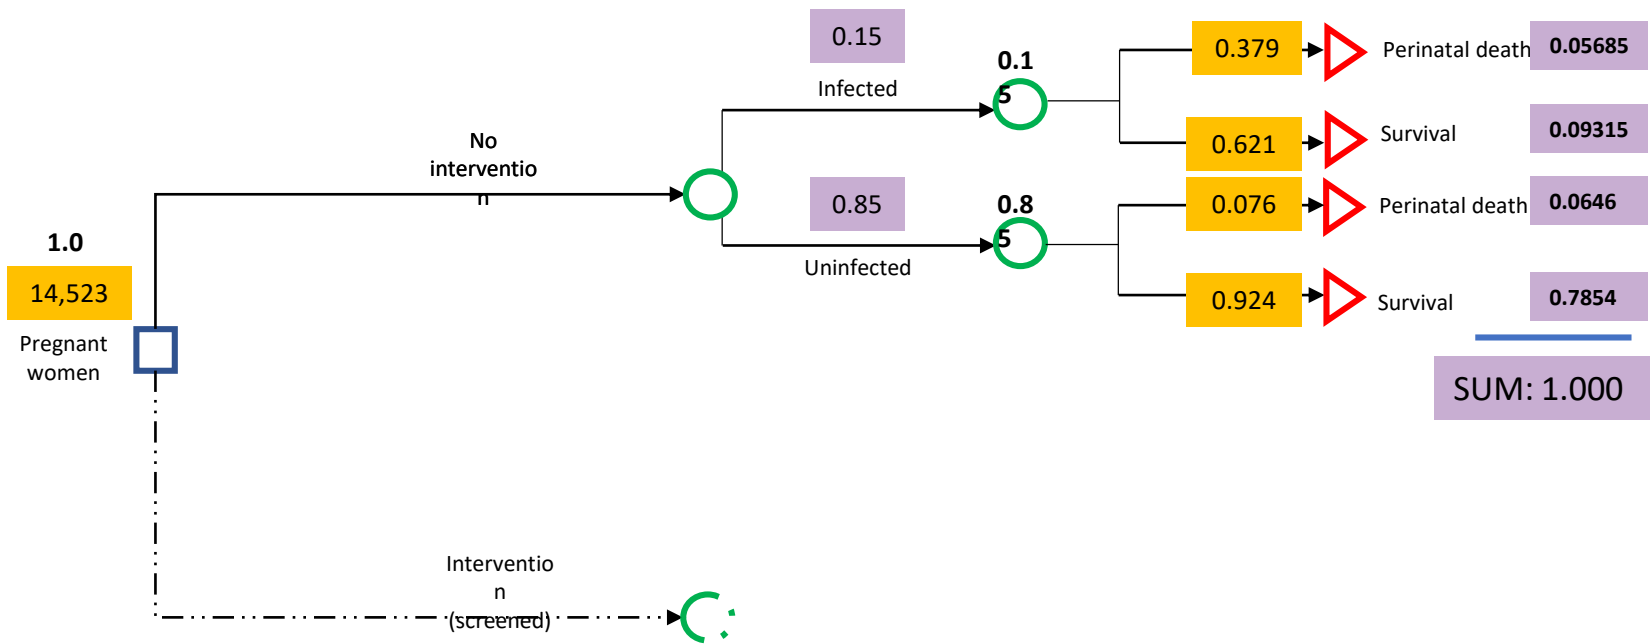 0.15
Infected
0.1
5
0.379
Perinatal death
0.05685
0.621
Survival
0.09315
No
interventio
n
0.85
Uninfected
0.8
5
0.076
Perinatal death
0.0646
0.924
Survival
0.7854
SUM: 1.000
1.0
14,523
Pregnant
women
Interventio
n
(screened)